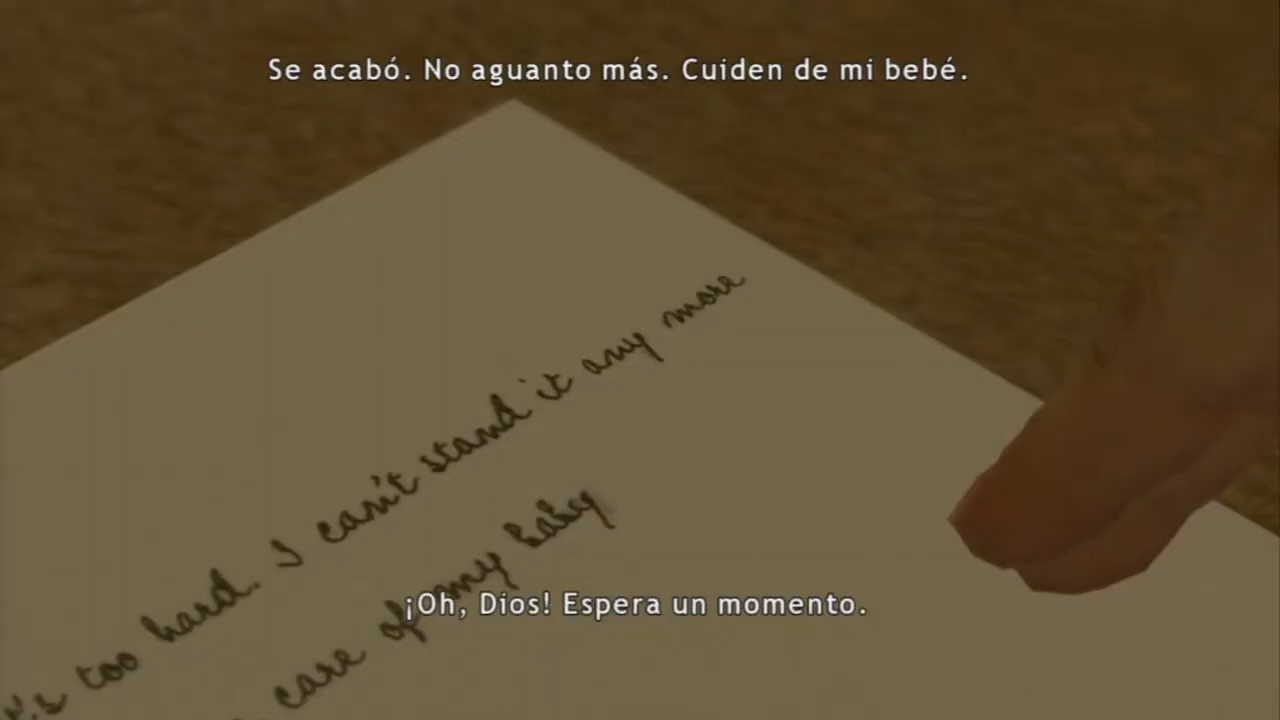 Se acabó. No aguanto más. Cuiden de mi bebé.
's too hard. I can't stand it any more
care of my baby
¡Oh, Dios! Espera un momento.